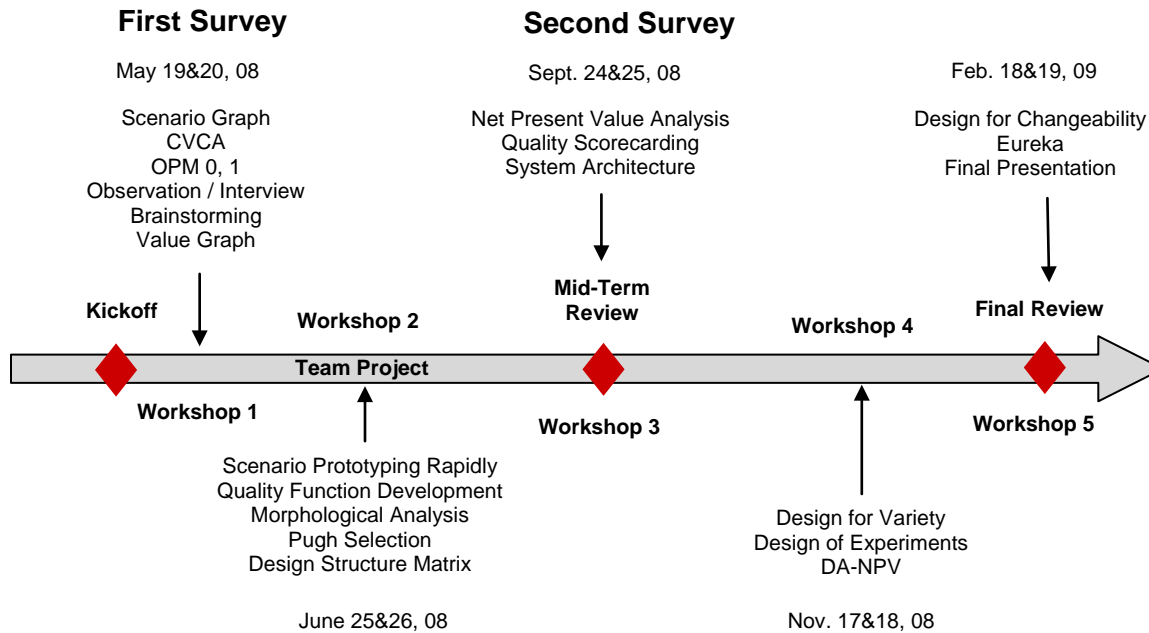 First Survey
Second Survey
May 19&20, 08
Sept. 24&25, 08
Feb. 18&19, 09
Scenario Graph
CVCA
OPM 0, 1
Observation / Interview
Brainstorming
Value Graph
Net Present Value Analysis
Quality Scorecarding
System Architecture
Design for Changeability
Eureka
Final Presentation
Kickoff
Workshop 2
Mid-Term
Review
Workshop 4
Final Review
Team Project
Workshop 1
Workshop 3
Workshop 5
Scenario Prototyping Rapidly
Quality Function Development
Morphological Analysis
Pugh Selection
Design Structure Matrix
Design for Variety
Design of Experiments
DA-NPV
June 25&26, 08
Nov. 17&18, 08